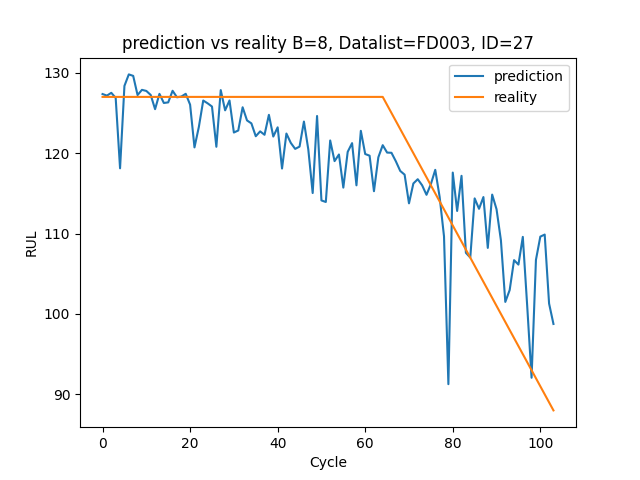 prediction vs reality B=8, Datalist=FD003, ID=27
prediction
reality
130
120
110
100
90
RUL
0 20 40 60 80 100
Cycle